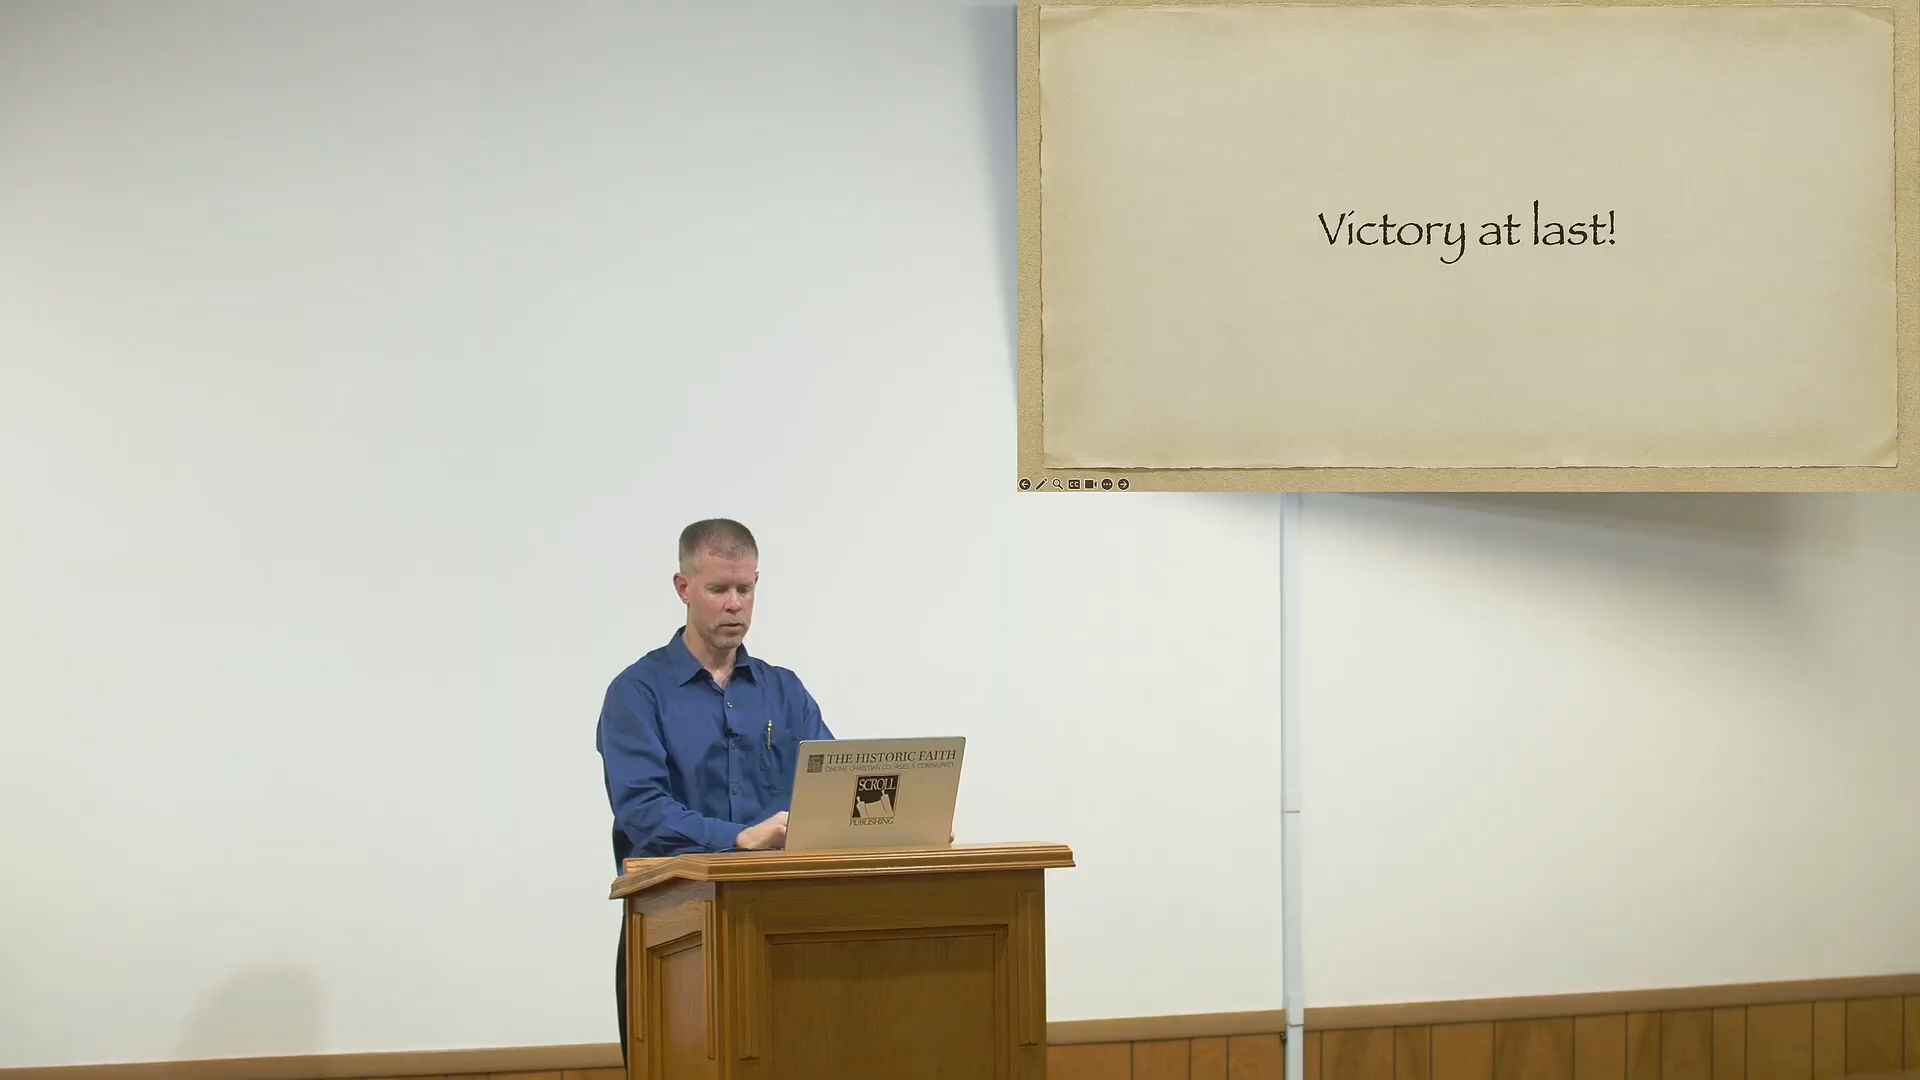 Victory at last!
THE HISTORIC FAITH
ONLINE CHRISTIAN COURSES & COMMUNITY
SCROLL
PUBLISHING